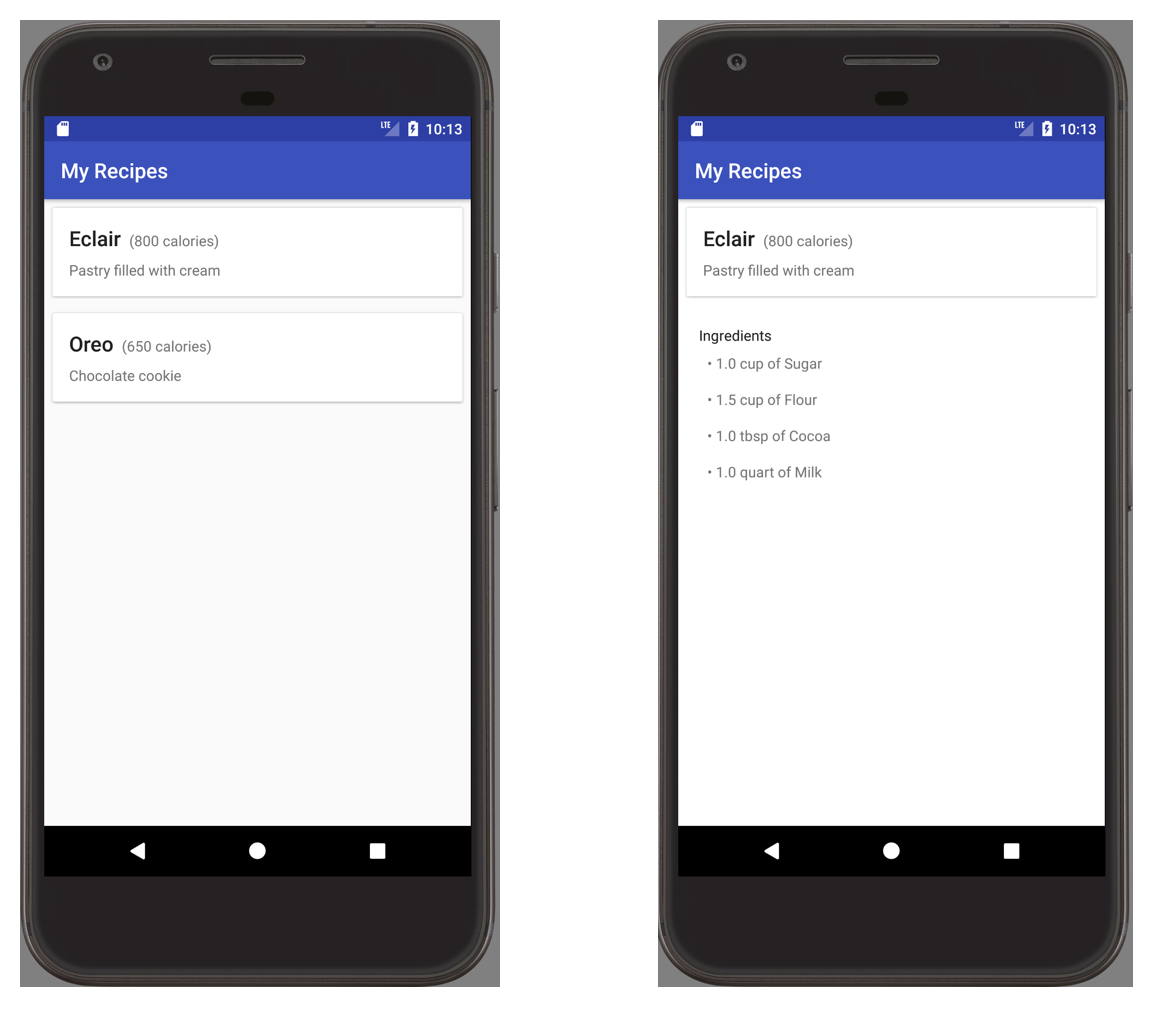 LTE 10:13
My Recipes
Eclair (800 calories)
Pastry filled with cream
Oreo (650 calories)
Chocolate cookie
LTE 10:13
My Recipes
Eclair (800 calories)
Pastry filled with cream
Ingredients
• 1.0 cup of Sugar
• 1.5 cup of Flour
• 1.0 tbsp of Cocoa
• 1.0 quart of Milk